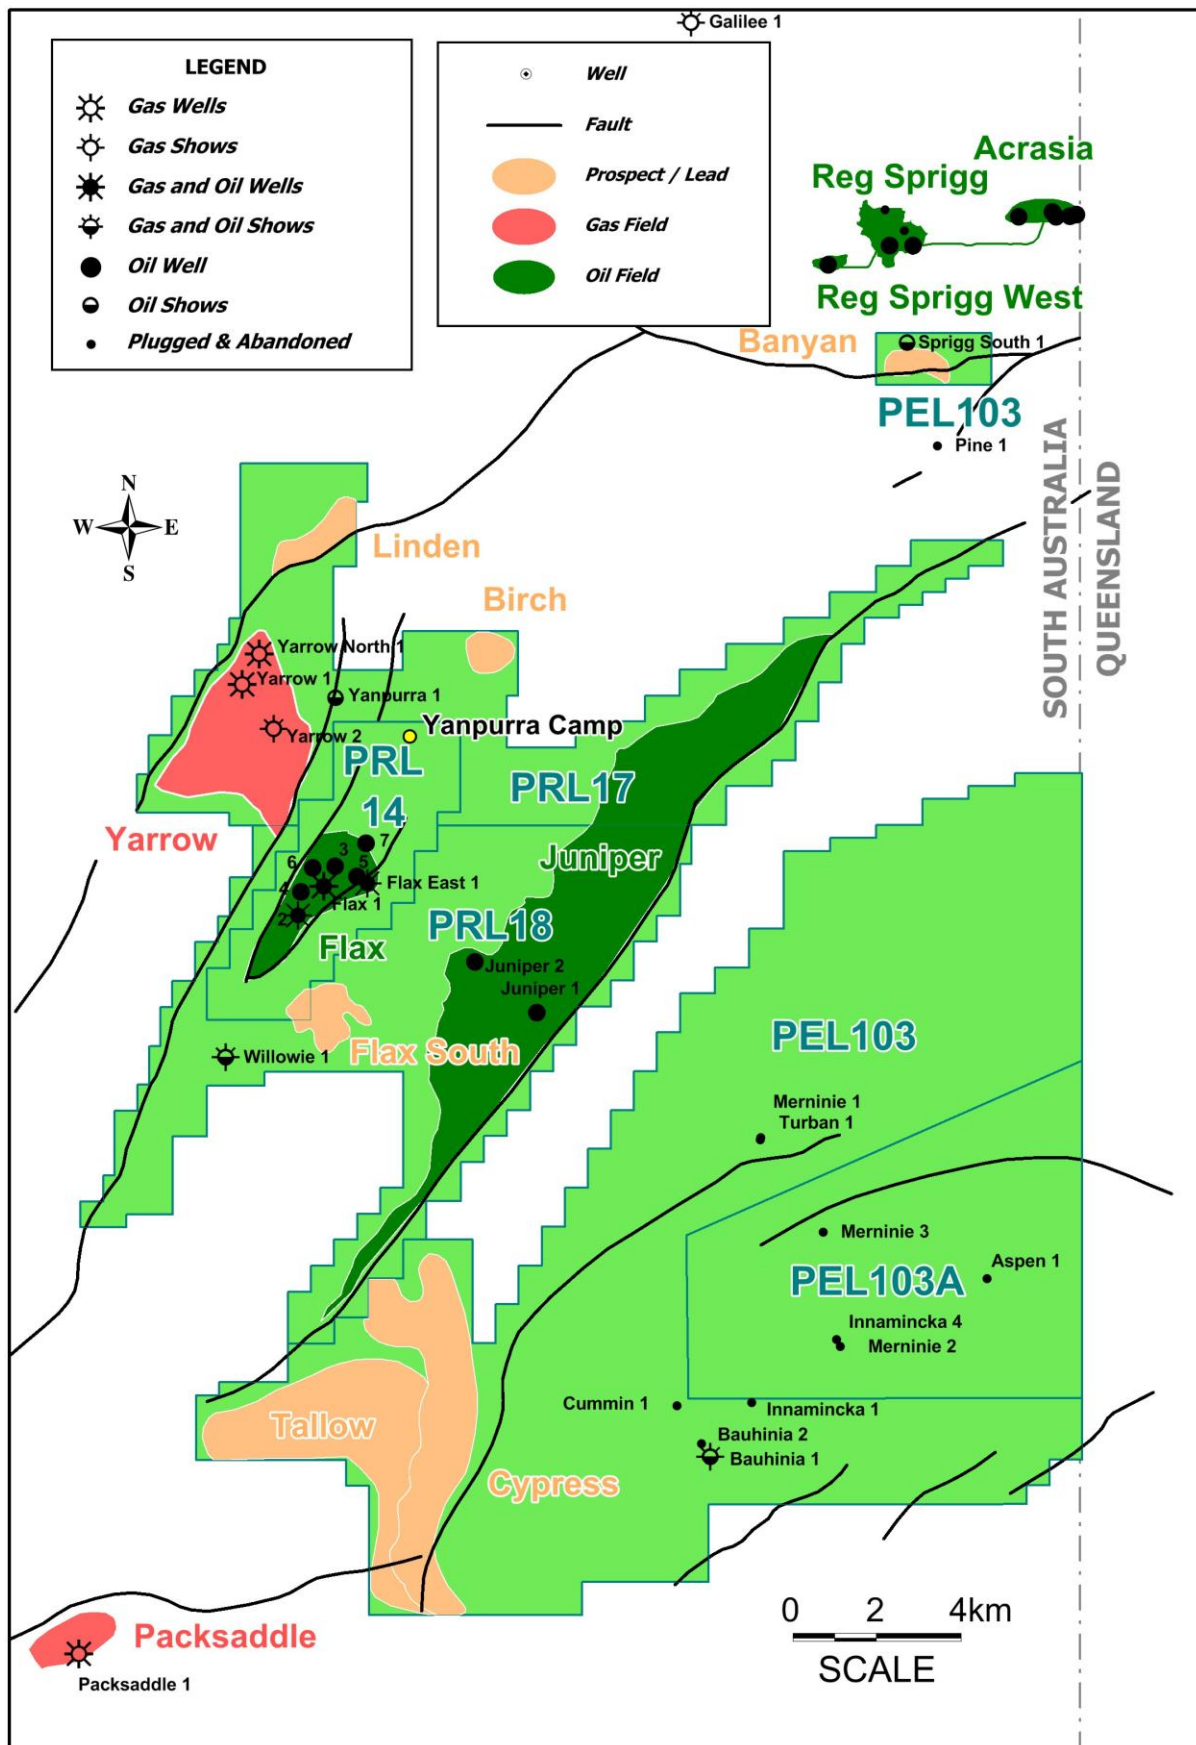 Galilee 1
LEGEND
Gas Wells
Gas Shows
Gas and Oil Wells
Gas and Oil Shows
Oil Well
Oil Shows
Plugged & Abandoned
Well
Fault
Prospect / Lead
Gas Field
Oil Field
Acrasia
Reg Sprigg
Reg Sprigg West
Banyan
Sprigg South 1
PEL103
Pine 1
SOUTH AUSTRALIA
QUEENSLAND
N
W
E
S
Linden
Birch
Yarrow North 1
Yarrow 1
Yanpurra 1
Yarrow 2
Yanpurra Camp
PRL
14
PRL17
Yarrow
7
3
6
5
Juniper
4
Flax East 1
Flax 1
2
PRL18
Flax
Juniper 2
Juniper 1
Flax South
Willowie 1
PEL103
Merninie 1
Turban 1
Merninie 3
Aspen 1
PEL103A
Innamincka 4
Merninie 2
Cummin 1
Innamincka 1
Tallow
Bauhinia 2
Bauhinia 1
Cypress
0 2 4km
SCALE
Packsaddle
Packsaddle 1